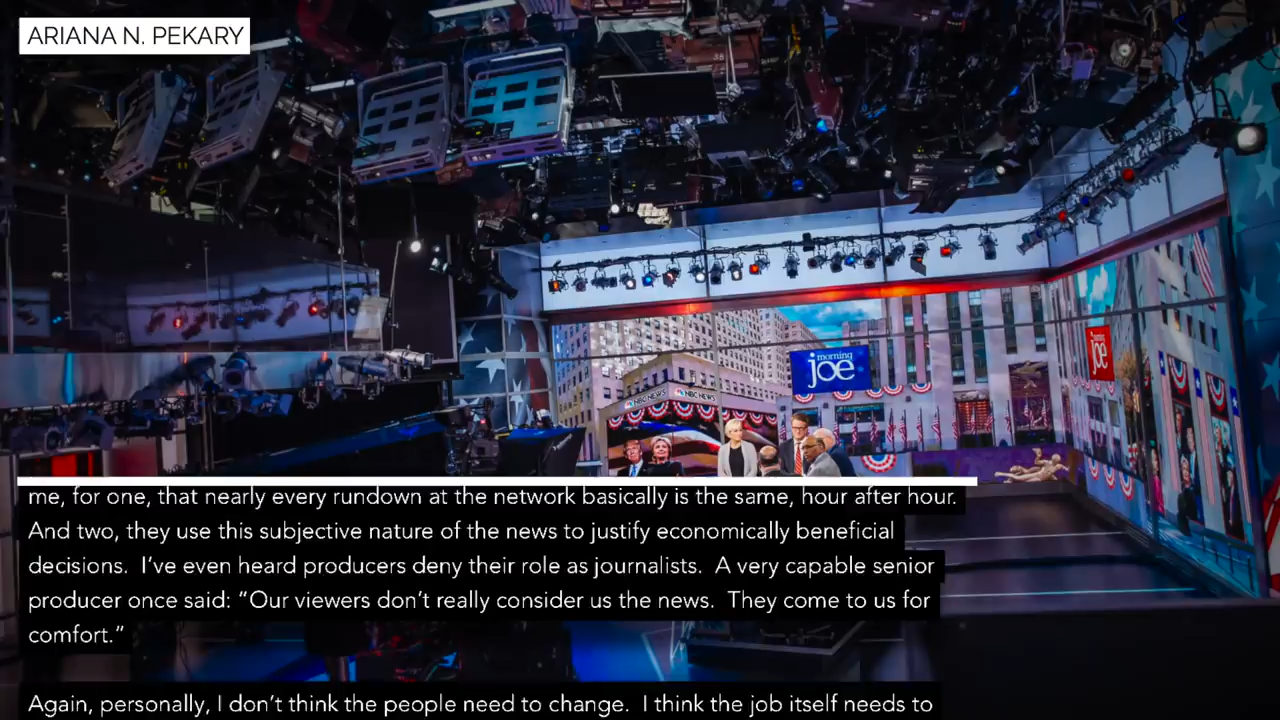 ARIANA N. PEKARY
morning
joe
NBC NEWS
NBC NEWS
morning
joe
me, for one, that nearly every rundown at the network basically is the same, hour after hour.
And two, they use this subjective nature of the news to justify economically beneficial
decisions. I've even heard producers deny their role as journalists. A very capable senior
producer once said: “Our viewers don't really consider us the news. They come to us for
comfort.”
Again, personally, I don't think the people need to change. I think the job itself needs to